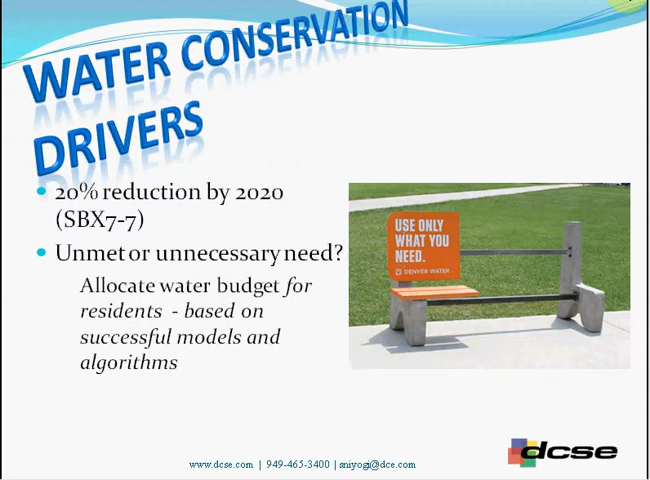 WATER CONSERVATION
DRIVERS
20% reduction by 2020
(SBX7-7)
Unmet or unnecessary need?
Allocate water budget for
residents - based on
successful models and
algorithms
USE ONLY
WHAT YOU
NEED.
DENVER WATER
dcse
www.dcse.com | 949-465-3400 | sniyogi@dce.com